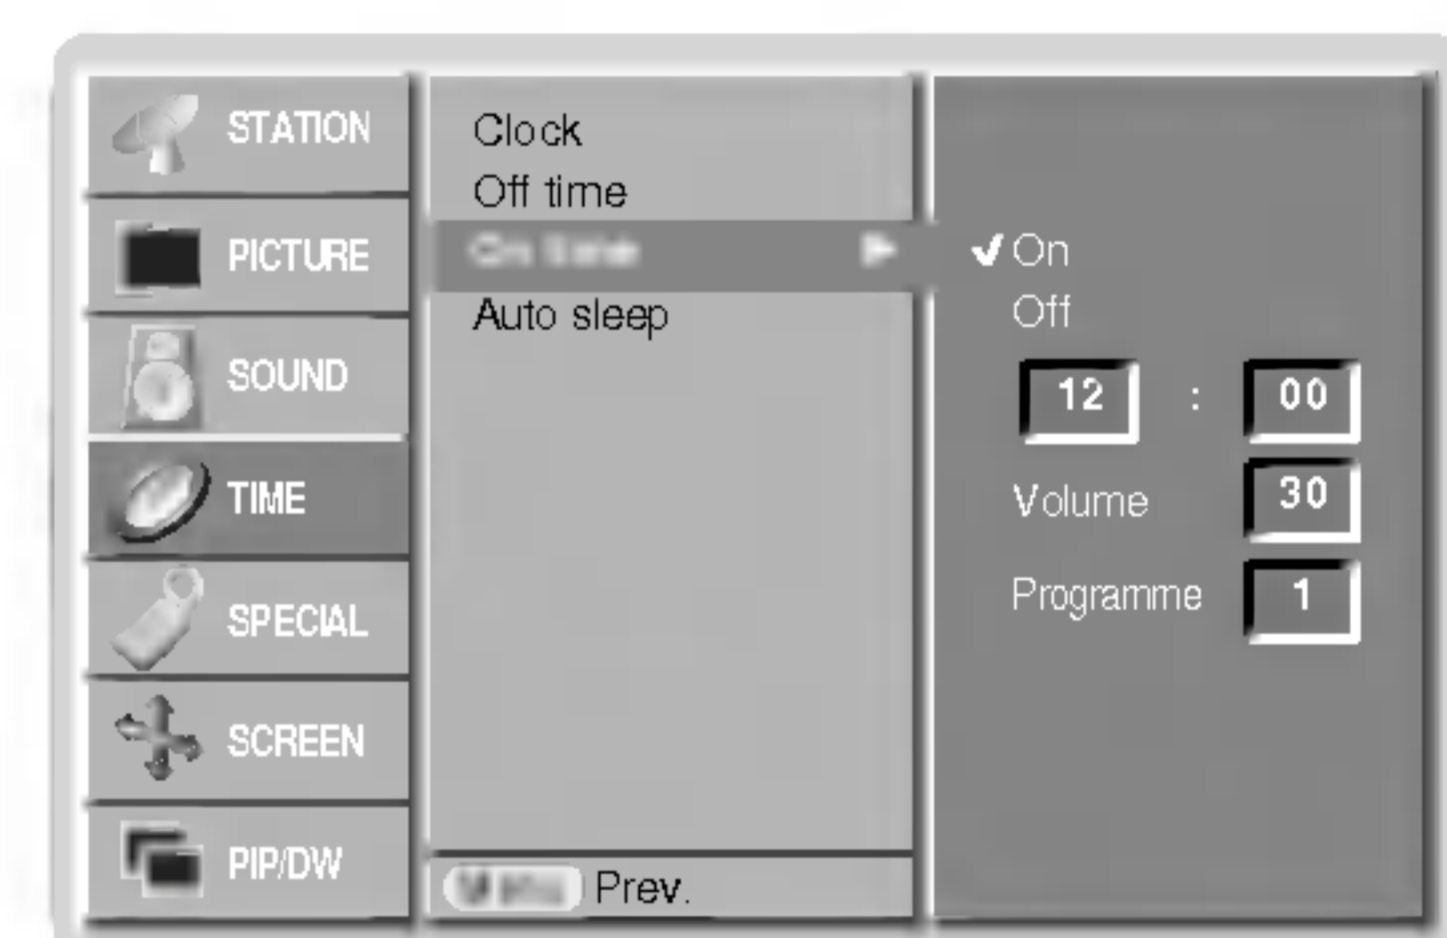 STATION
PICTURE
SOUND
TIME
SPECIAL
SCREEN
PIP/DW
Clock
Off time
Auto sleep
Prev.
✔On
Off
12 : 00
Volume 30
Programme 1